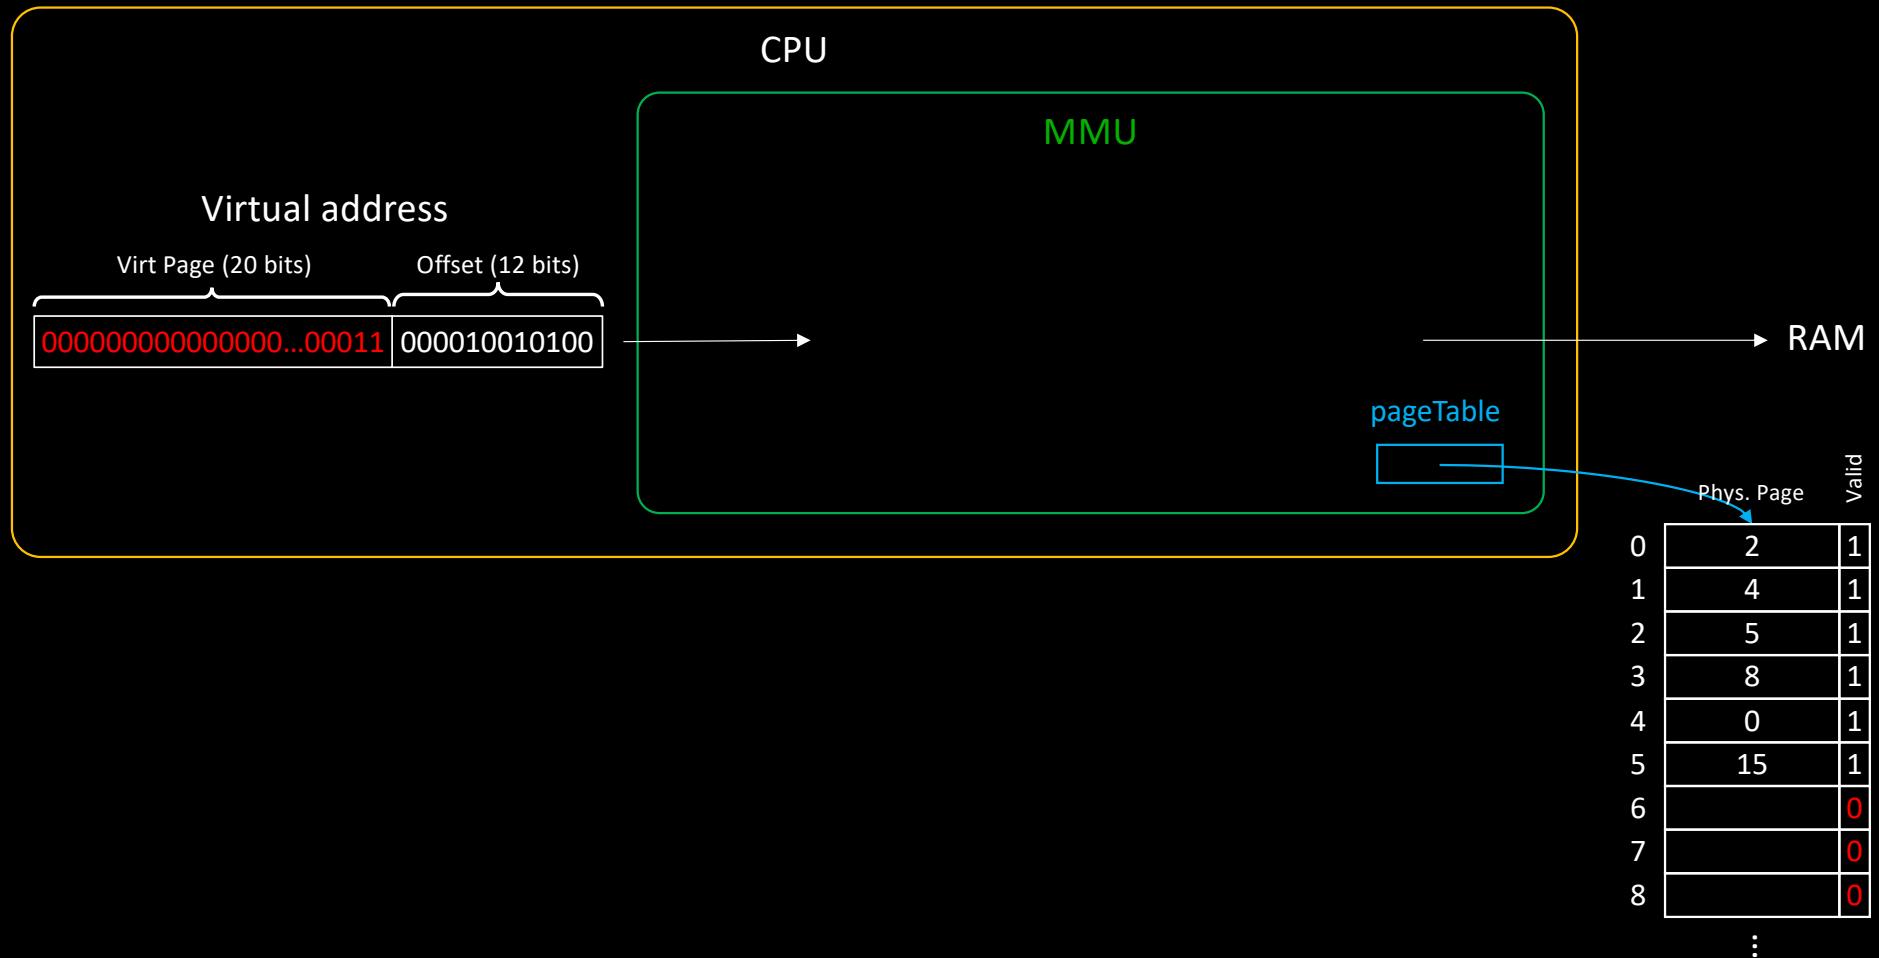 CPU
MMU
Virtual address
Virt Page (20 bits)
Offset (12 bits)
000000000000000...00011
000010010100
RAM
pageTable
Phys. Page
Valid
0 2 1
1 4 1
2 5 1
3 8 1
4 0 1
5 15 1
6 0
7 0
8 0
...